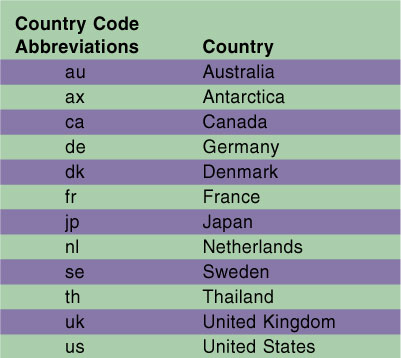 Country Code
Abbreviations Country
au Australia
ax Antarctica
ca Canada
de Germany
dk Denmark
fr France
jp Japan
nl Netherlands
se Sweden
th Thailand
uk United Kingdom
us United States